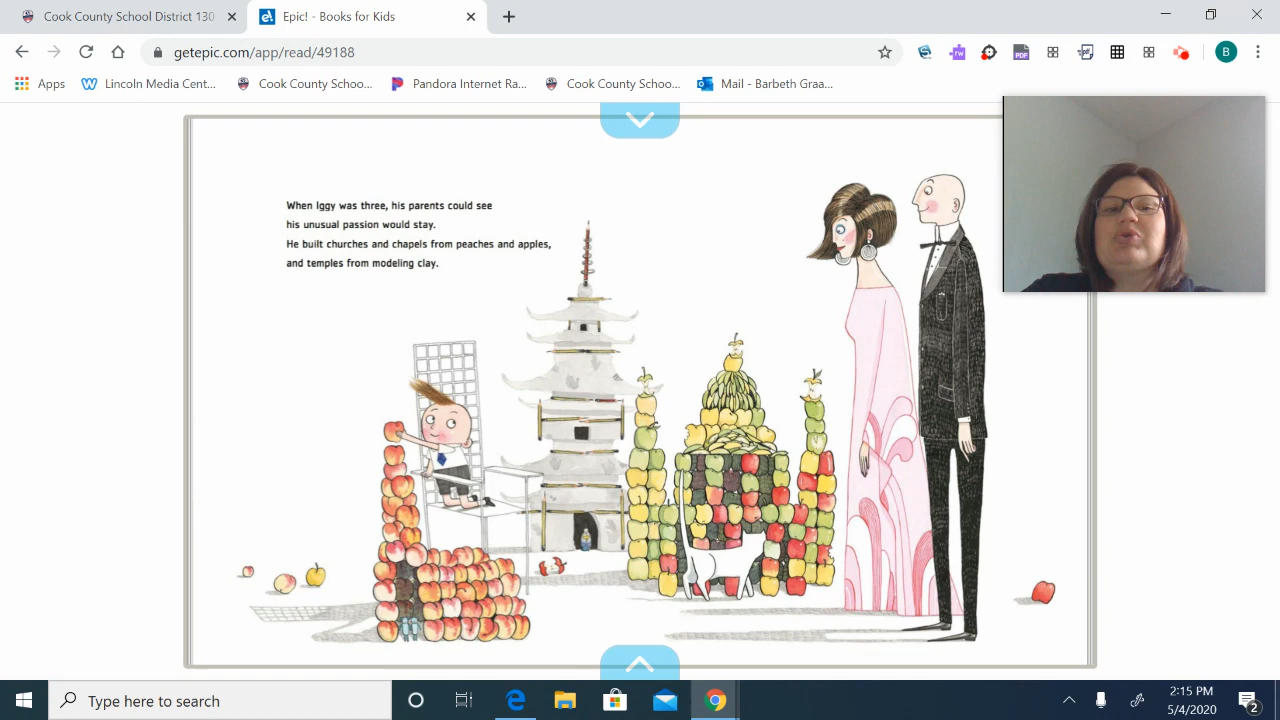 Cook County School District 130
Epic! - Books for Kids
getepic.com/app/read/49188
PDF
B
Apps
Lincoln Media Cent...
Cook County Schoo...
Pandora Internet Ra...
Cook County Schoo...
Mail - Barbeth Graa...
When Iggy was three, his parents could see
his unusual passion would stay.
He built churches and chapels from peaches and apples,
and temples from modeling clay.
Type here to search
2:15 PM
5/4/2020
2